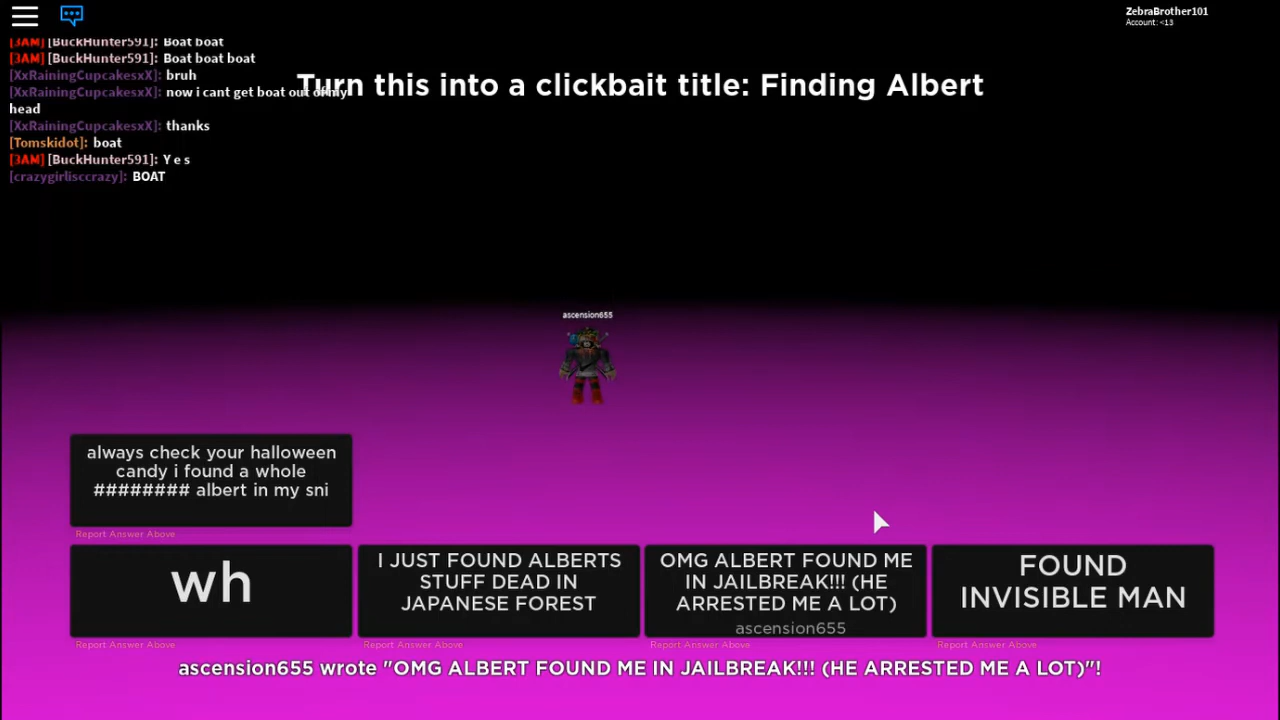 ZebraBrother101
Account: <13
[3AM] [BuckHunter591]: Boat boat
[3AM] [BuckHunter591]: Boat boat boat
[XxRainingCupcakesxX]: bruh
[XxRainingCupcakesxX]: now i cant get boat out of my
head
[XxRainingCupcakesxX]: thanks
[Tomskidot]: boat
[3AM] [BuckHunter591]: Y e s
[crazygirlisccrazy]: BOAT
Turn this into a clickbait title: Finding Albert
ascension655
always check your halloween
candy i found a whole
######## albert in my sni
Report Answer Above
wh
Report Answer Above
I JUST FOUND ALBERTS
STUFF DEAD IN
JAPANESE FOREST
Report Answer Above
OMG ALBERT FOUND ME
IN JAILBREAK!!! (HE
ARRESTED ME A LOT)
ascension655
Report Answer Above
FOUND
INVISIBLE MAN
Report Answer Above
ascension655 wrote "OMG ALBERT FOUND ME IN JAILBREAK!!! (HE ARRESTED ME A LOT)"!